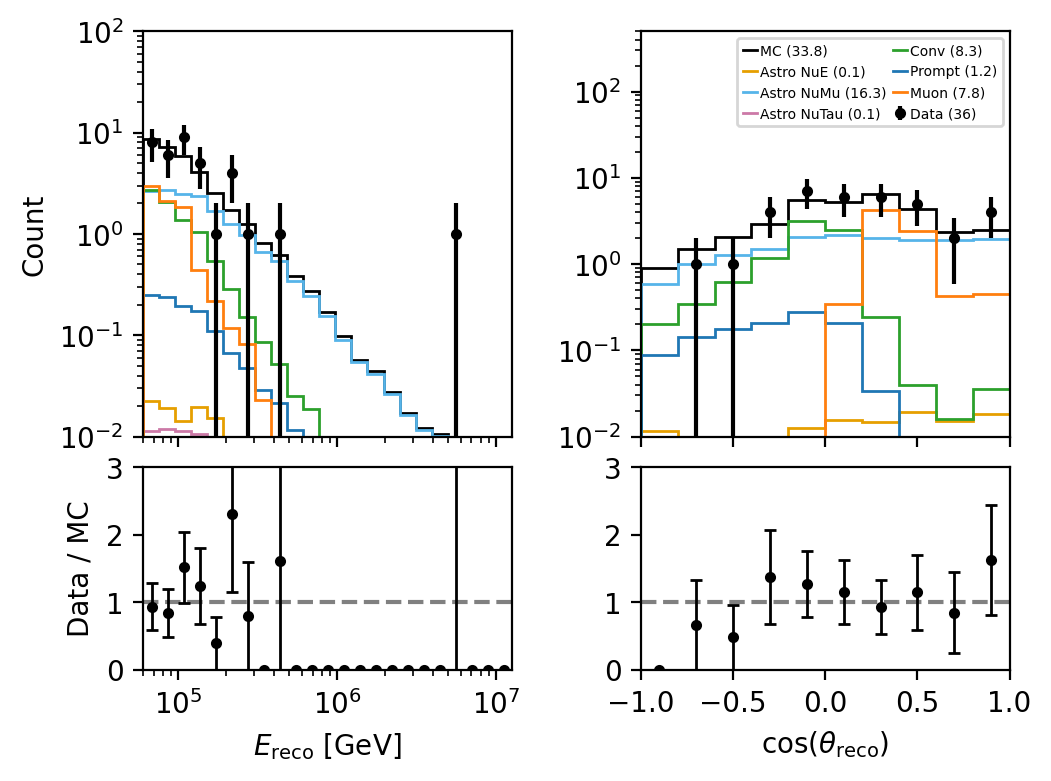 10²
10¹
10⁰
10⁻¹
10⁻²
Count
MC (33.8)
Astro NuE (0.1)
Astro NuMu (16.3)
Astro NuTau (0.1)
Conv (8.3)
Prompt (1.2)
Muon (7.8)
Data (36)
10²
10¹
10⁰
10⁻¹
10⁻²
3
2
1
0
Data / MC
10⁵
10⁶
10⁷
E_reco [GeV]
3
2
1
0
−1.0
−0.5
0.0
0.5
1.0
cos(θ_reco)